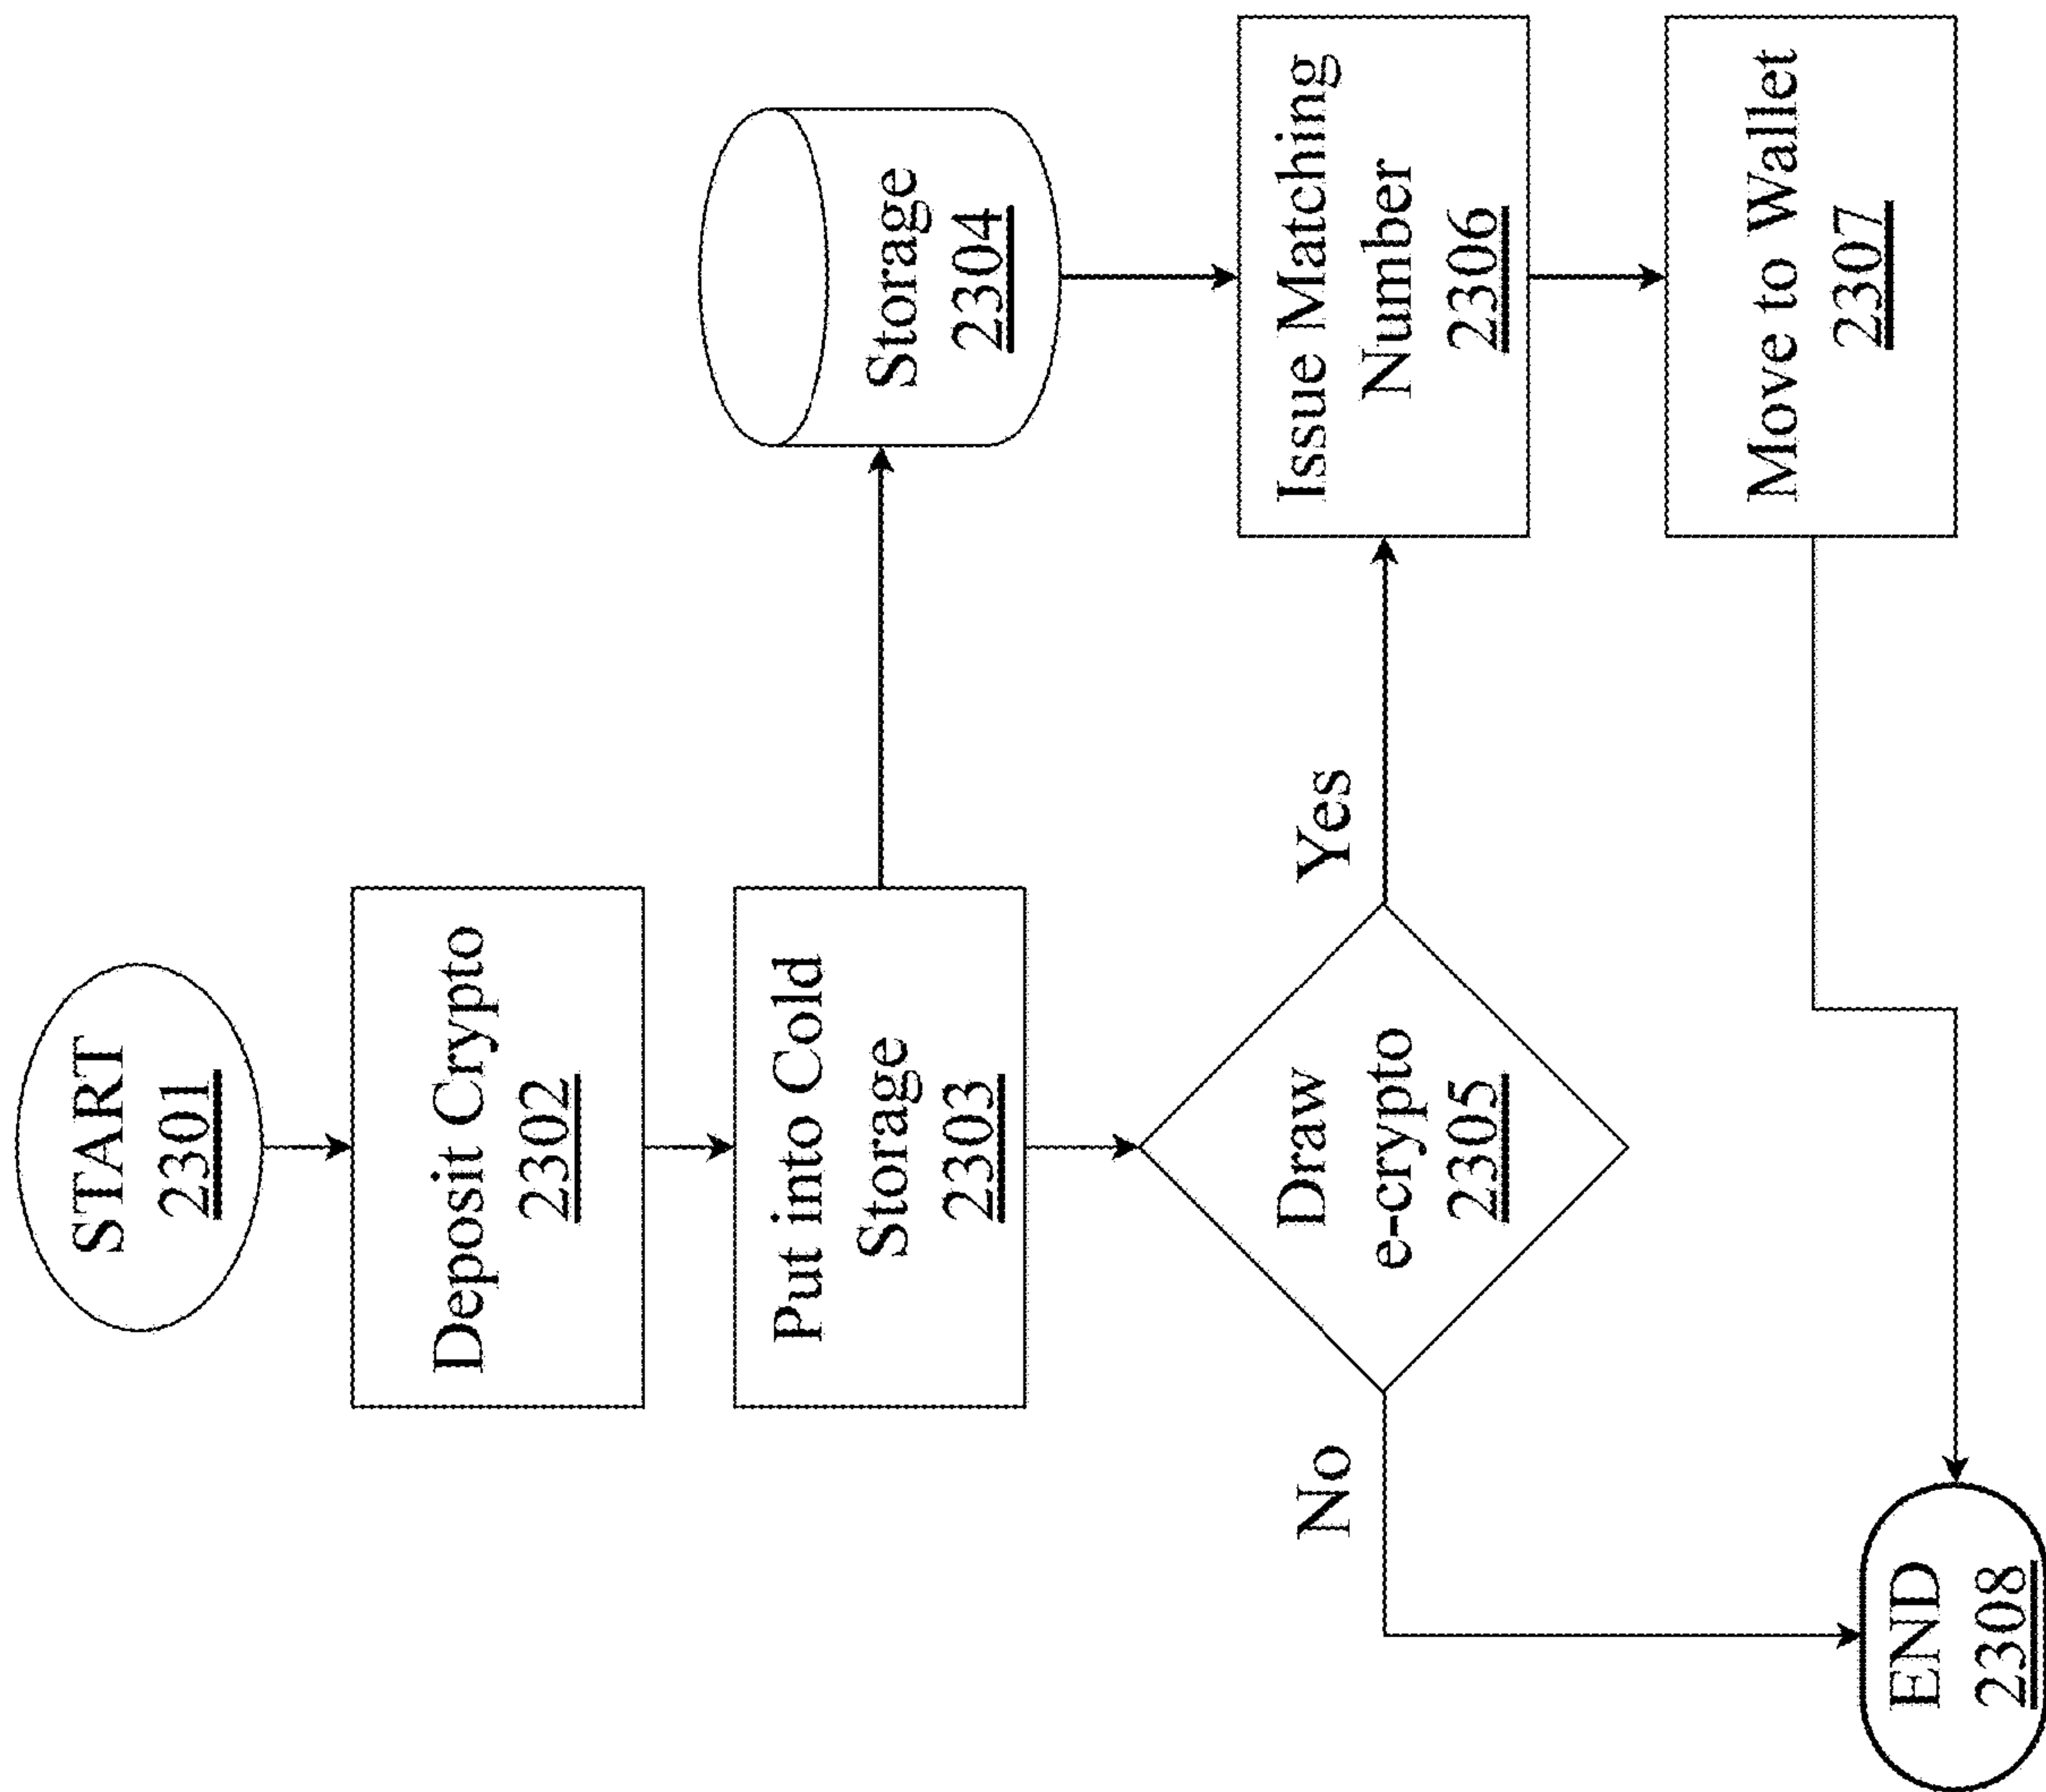 START
2301
Deposit Crypto
2302
Put into Cold
Storage
2303
Storage
2304
Draw
e-crypto
2305
Yes
No
Issue Matching
Number
2306
Move to Wallet
2307
END
2308